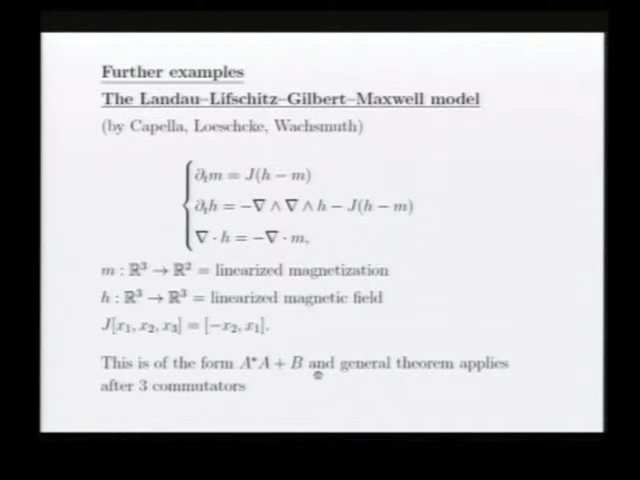 Further examples
The Landau–Lifschitz–Gilbert–Maxwell model
(by Capella, Loeschcke, Wachsmuth)
∂ₜm = J(h − m)
∂ₜh = −∇ ∧ ∇ ∧ h − J(h − m)
∇ · h = −∇ · m,
m : ℝ³ → ℝ² = linearized magnetization
h : ℝ³ → ℝ³ = linearized magnetic field
J[x₁, x₂, x₃] = [−x₂, x₁].
This is of the form A*A + B and general theorem applies
after 3 commutators